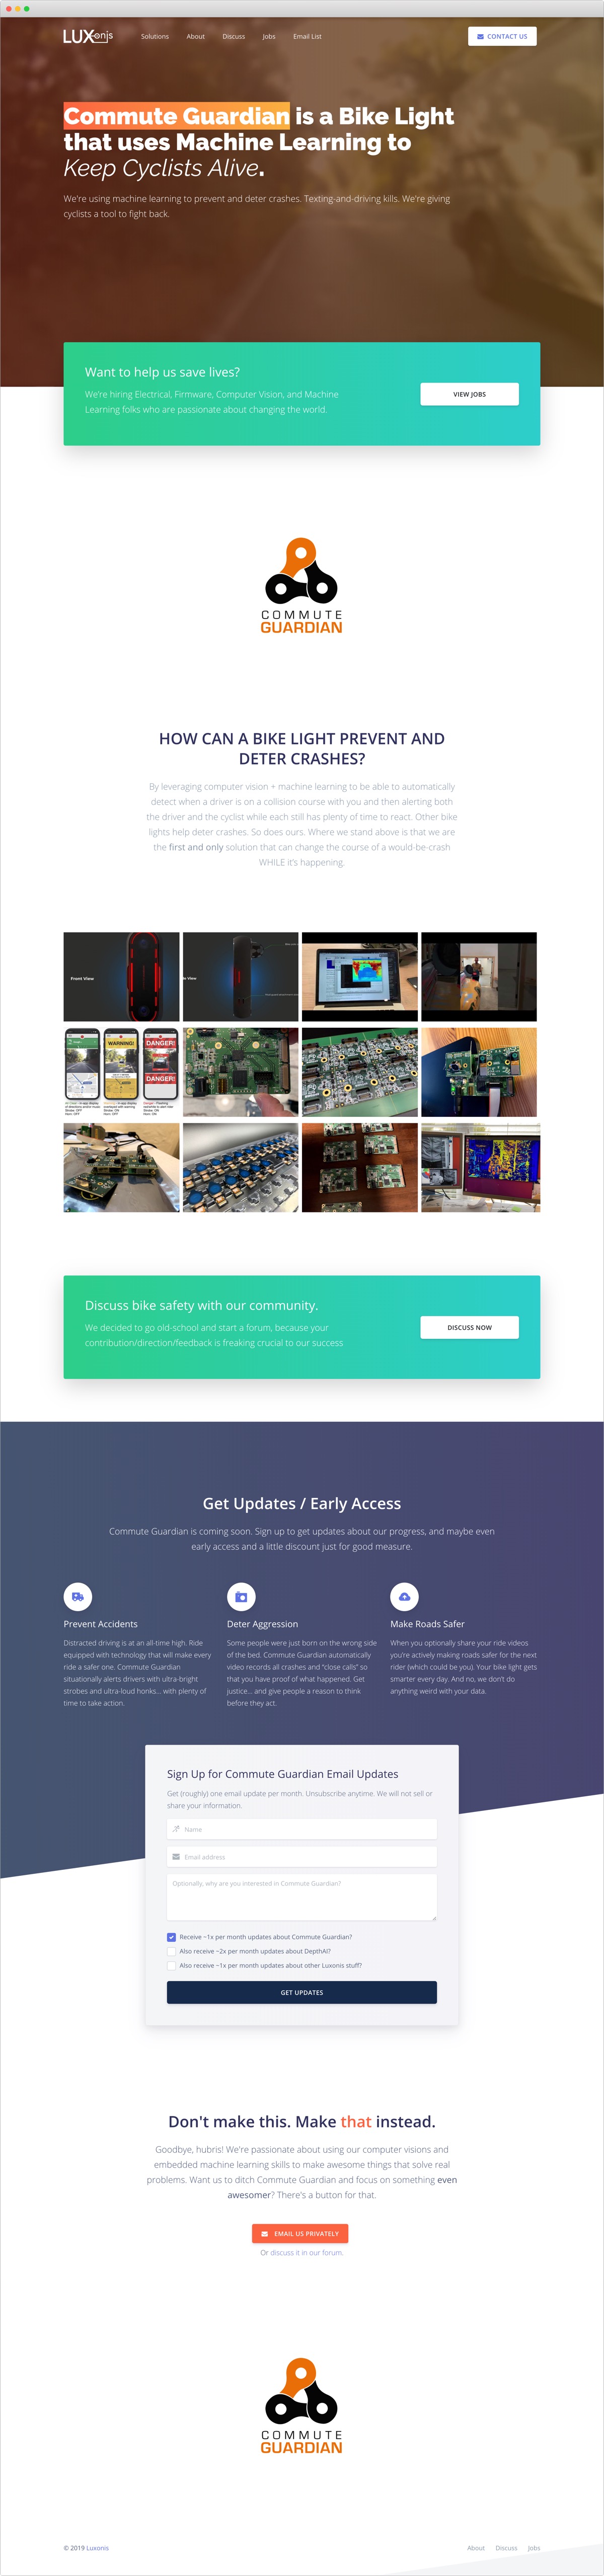 LUXonis
Solutions About Discuss Jobs Email List
CONTACT US
Commute Guardian is a Bike Light
that uses Machine Learning to
Keep Cyclists Alive.
We're using machine learning to prevent and deter crashes. Texting-and-driving kills. We're giving
cyclists a tool to fight back.
Want to help us save lives?
We're hiring Electrical, Firmware, Computer Vision, and Machine
Learning folks who are passionate about changing the world.
VIEW JOBS
COMMUTE
GUARDIAN
HOW CAN A BIKE LIGHT PREVENT AND
DETER CRASHES?
By leveraging computer vision + machine learning to be able to automatically
detect when a driver is on a collision course with you and then alerting both
the driver and the cyclist while each still has plenty of time to react. Other bike
lights help deter crashes. So does ours. Where we stand above is that we are
the first and only solution that can change the course of a would-be-crash
WHILE it's happening.
Front View
de View
WARNING!
DANGER!
DANGER!
Discuss bike safety with our community.
We decided to go old-school and start a forum, because your
contribution/direction/feedback is freaking crucial to our success
DISCUSS NOW
Get Updates / Early Access
Commute Guardian is coming soon. Sign up to get updates about our progress, and maybe even
early access and a little discount just for good measure.
Prevent Accidents
Distracted driving is at an all-time high. Ride
equipped with technology that will make every
ride a safer one. Commute Guardian
situationally alerts drivers with ultra-bright
strobes and ultra-loud honks... with plenty of
time to take action.
Deter Aggression
Some people were just born on the wrong side
of the bed. Commute Guardian automatically
video records all crashes and "close calls" so
that you have proof of what happened. Get
justice... and give people a reason to think
before they act.
Make Roads Safer
When you optionally share your ride videos
you're actively making roads safer for the next
rider (which could be you). Your bike light gets
smarter every day. And no, we don't do
anything weird with your data.
Sign Up for Commute Guardian Email Updates
Get (roughly) one email update per month. Unsubscribe anytime. We will not sell or
share your information.
Name
Email address
Optionally, why are you interested in Commute Guardian?
Receive ~1x per month updates about Commute Guardian?
Also receive ~2x per month updates about DepthAI?
Also receive ~1x per month updates about other Luxonis stuff?
GET UPDATES
Don't make this. Make that instead.
Goodbye, hubris! We're passionate about using our computer visions and
embedded machine learning skills to make awesome things that solve real
problems. Want us to ditch Commute Guardian and focus on something even
awesomer? There's a button for that.
EMAIL US PRIVATELY
Or discuss it in our forum.
COMMUTE
GUARDIAN
© 2019 Luxonis
About Discuss Jobs